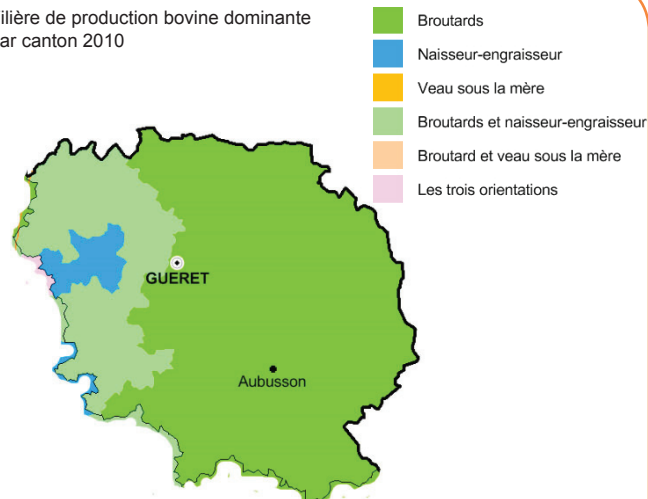 ilière de production bovine dominante
ar canton 2010
Broutards
Naisseur-engraisseur
Veau sous la mère
Broutards et naisseur-engraisseur
Broutard et veau sous la mère
Les trois orientations
GUERET
Aubusson